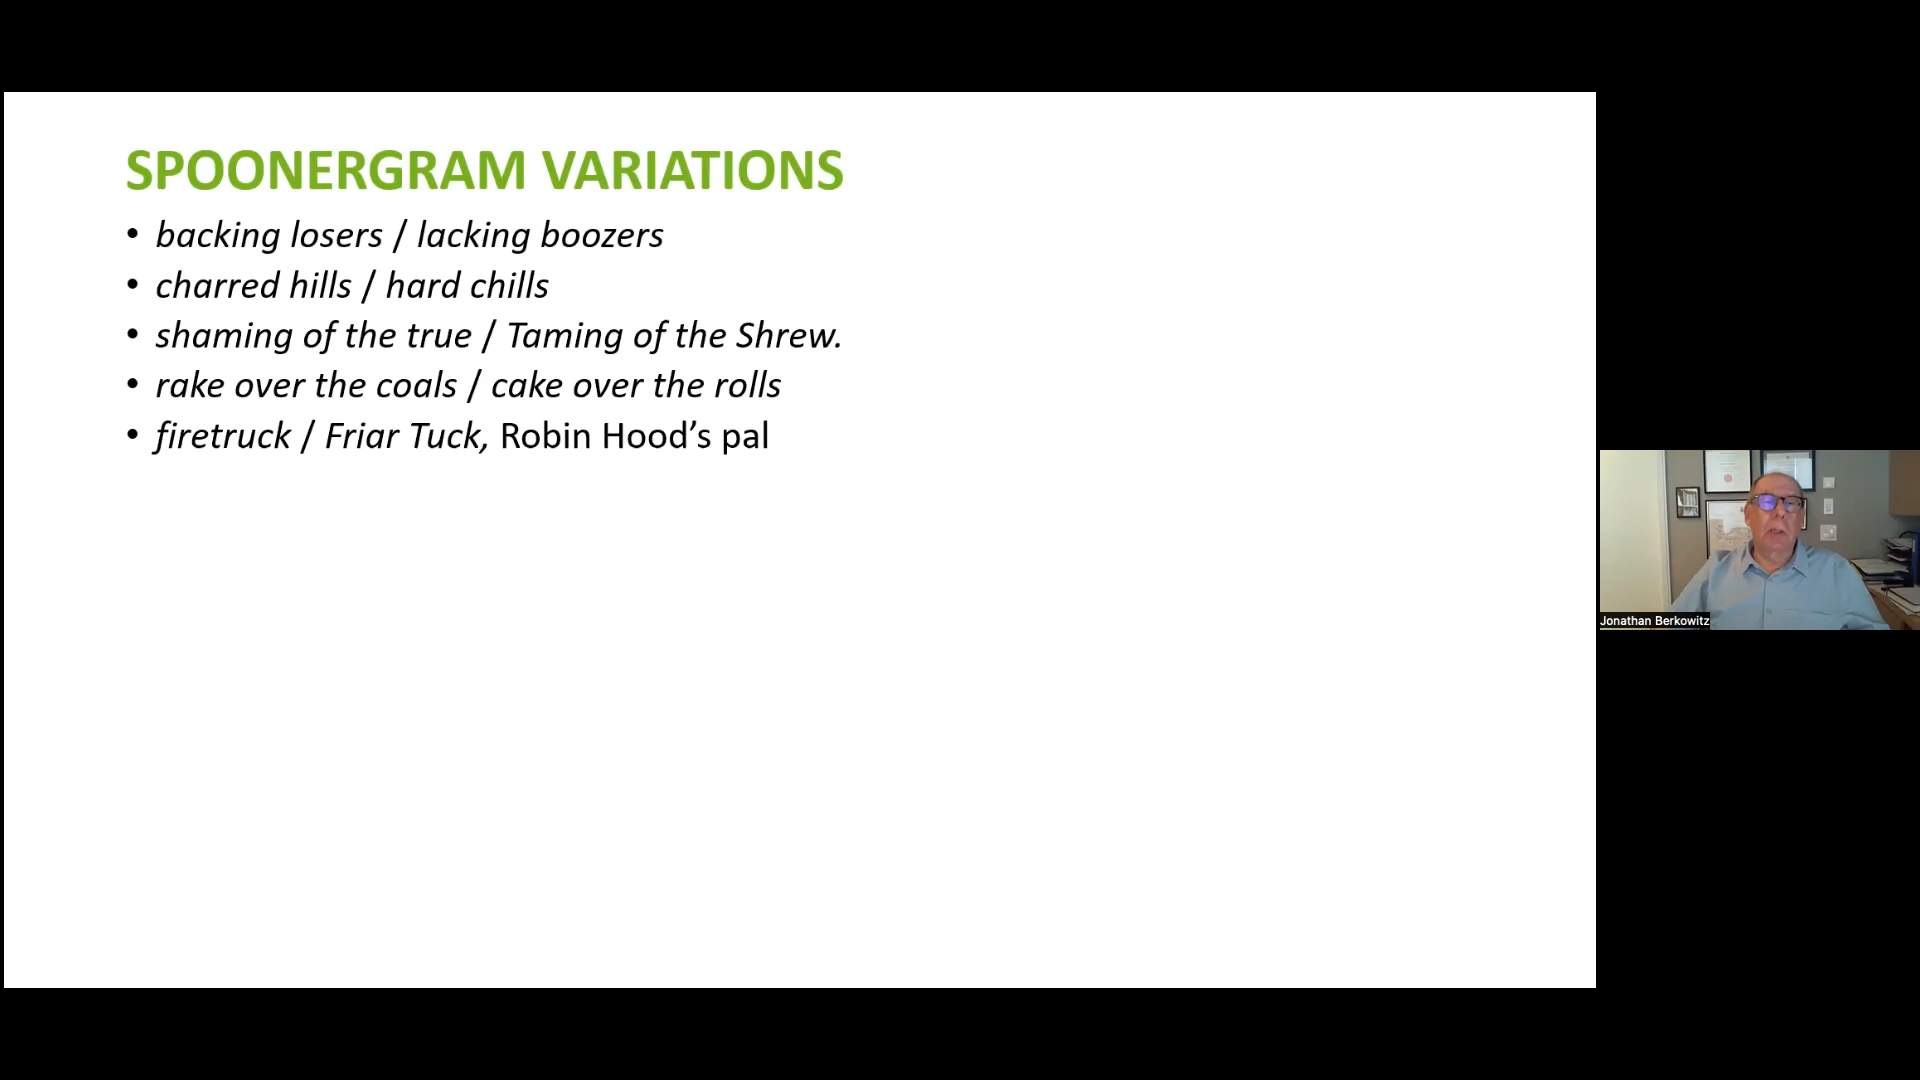 SPOONERGRAM VARIATIONS
• backing losers / lacking boozers
• charred hills / hard chills
• shaming of the true / Taming of the Shrew.
• rake over the coals / cake over the rolls
• firetruck / Friar Tuck, Robin Hood’s pal
Jonathan Berkowitz